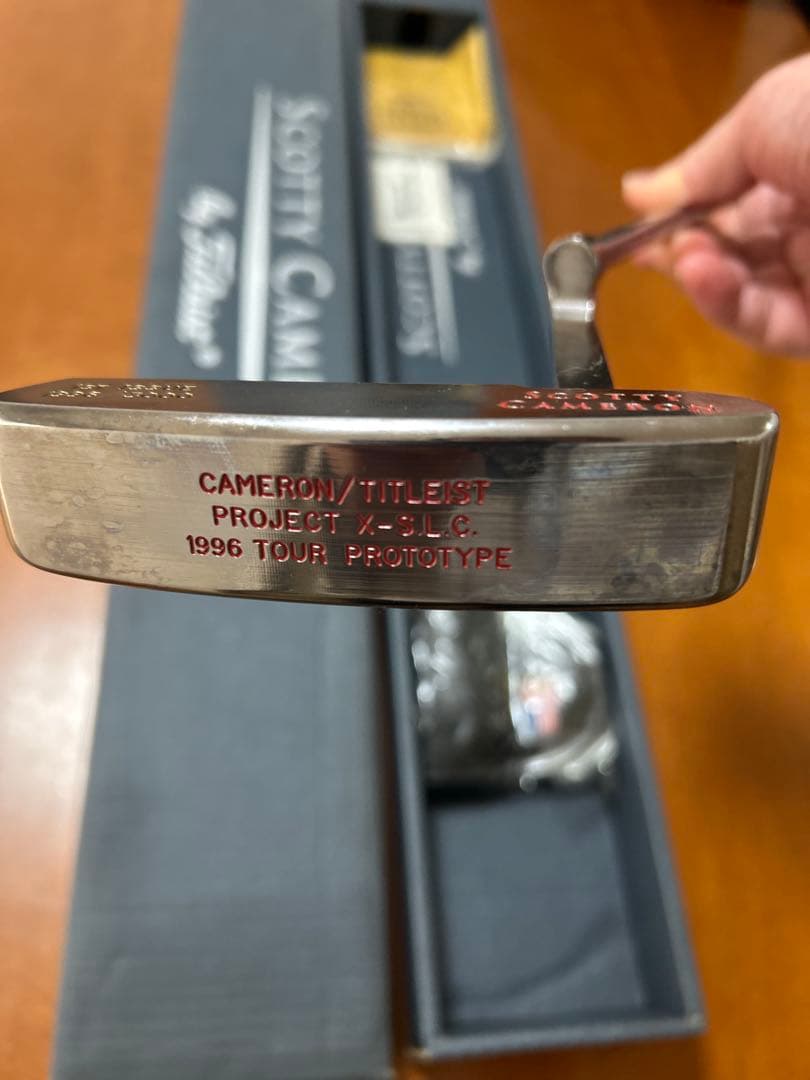 SCOTTY CAM
by Titleist
SCOTTY
CAMERON
CAMERON/TITLEIST
PROJECT X-S.L.C.
1996 TOUR PROTOTYPE